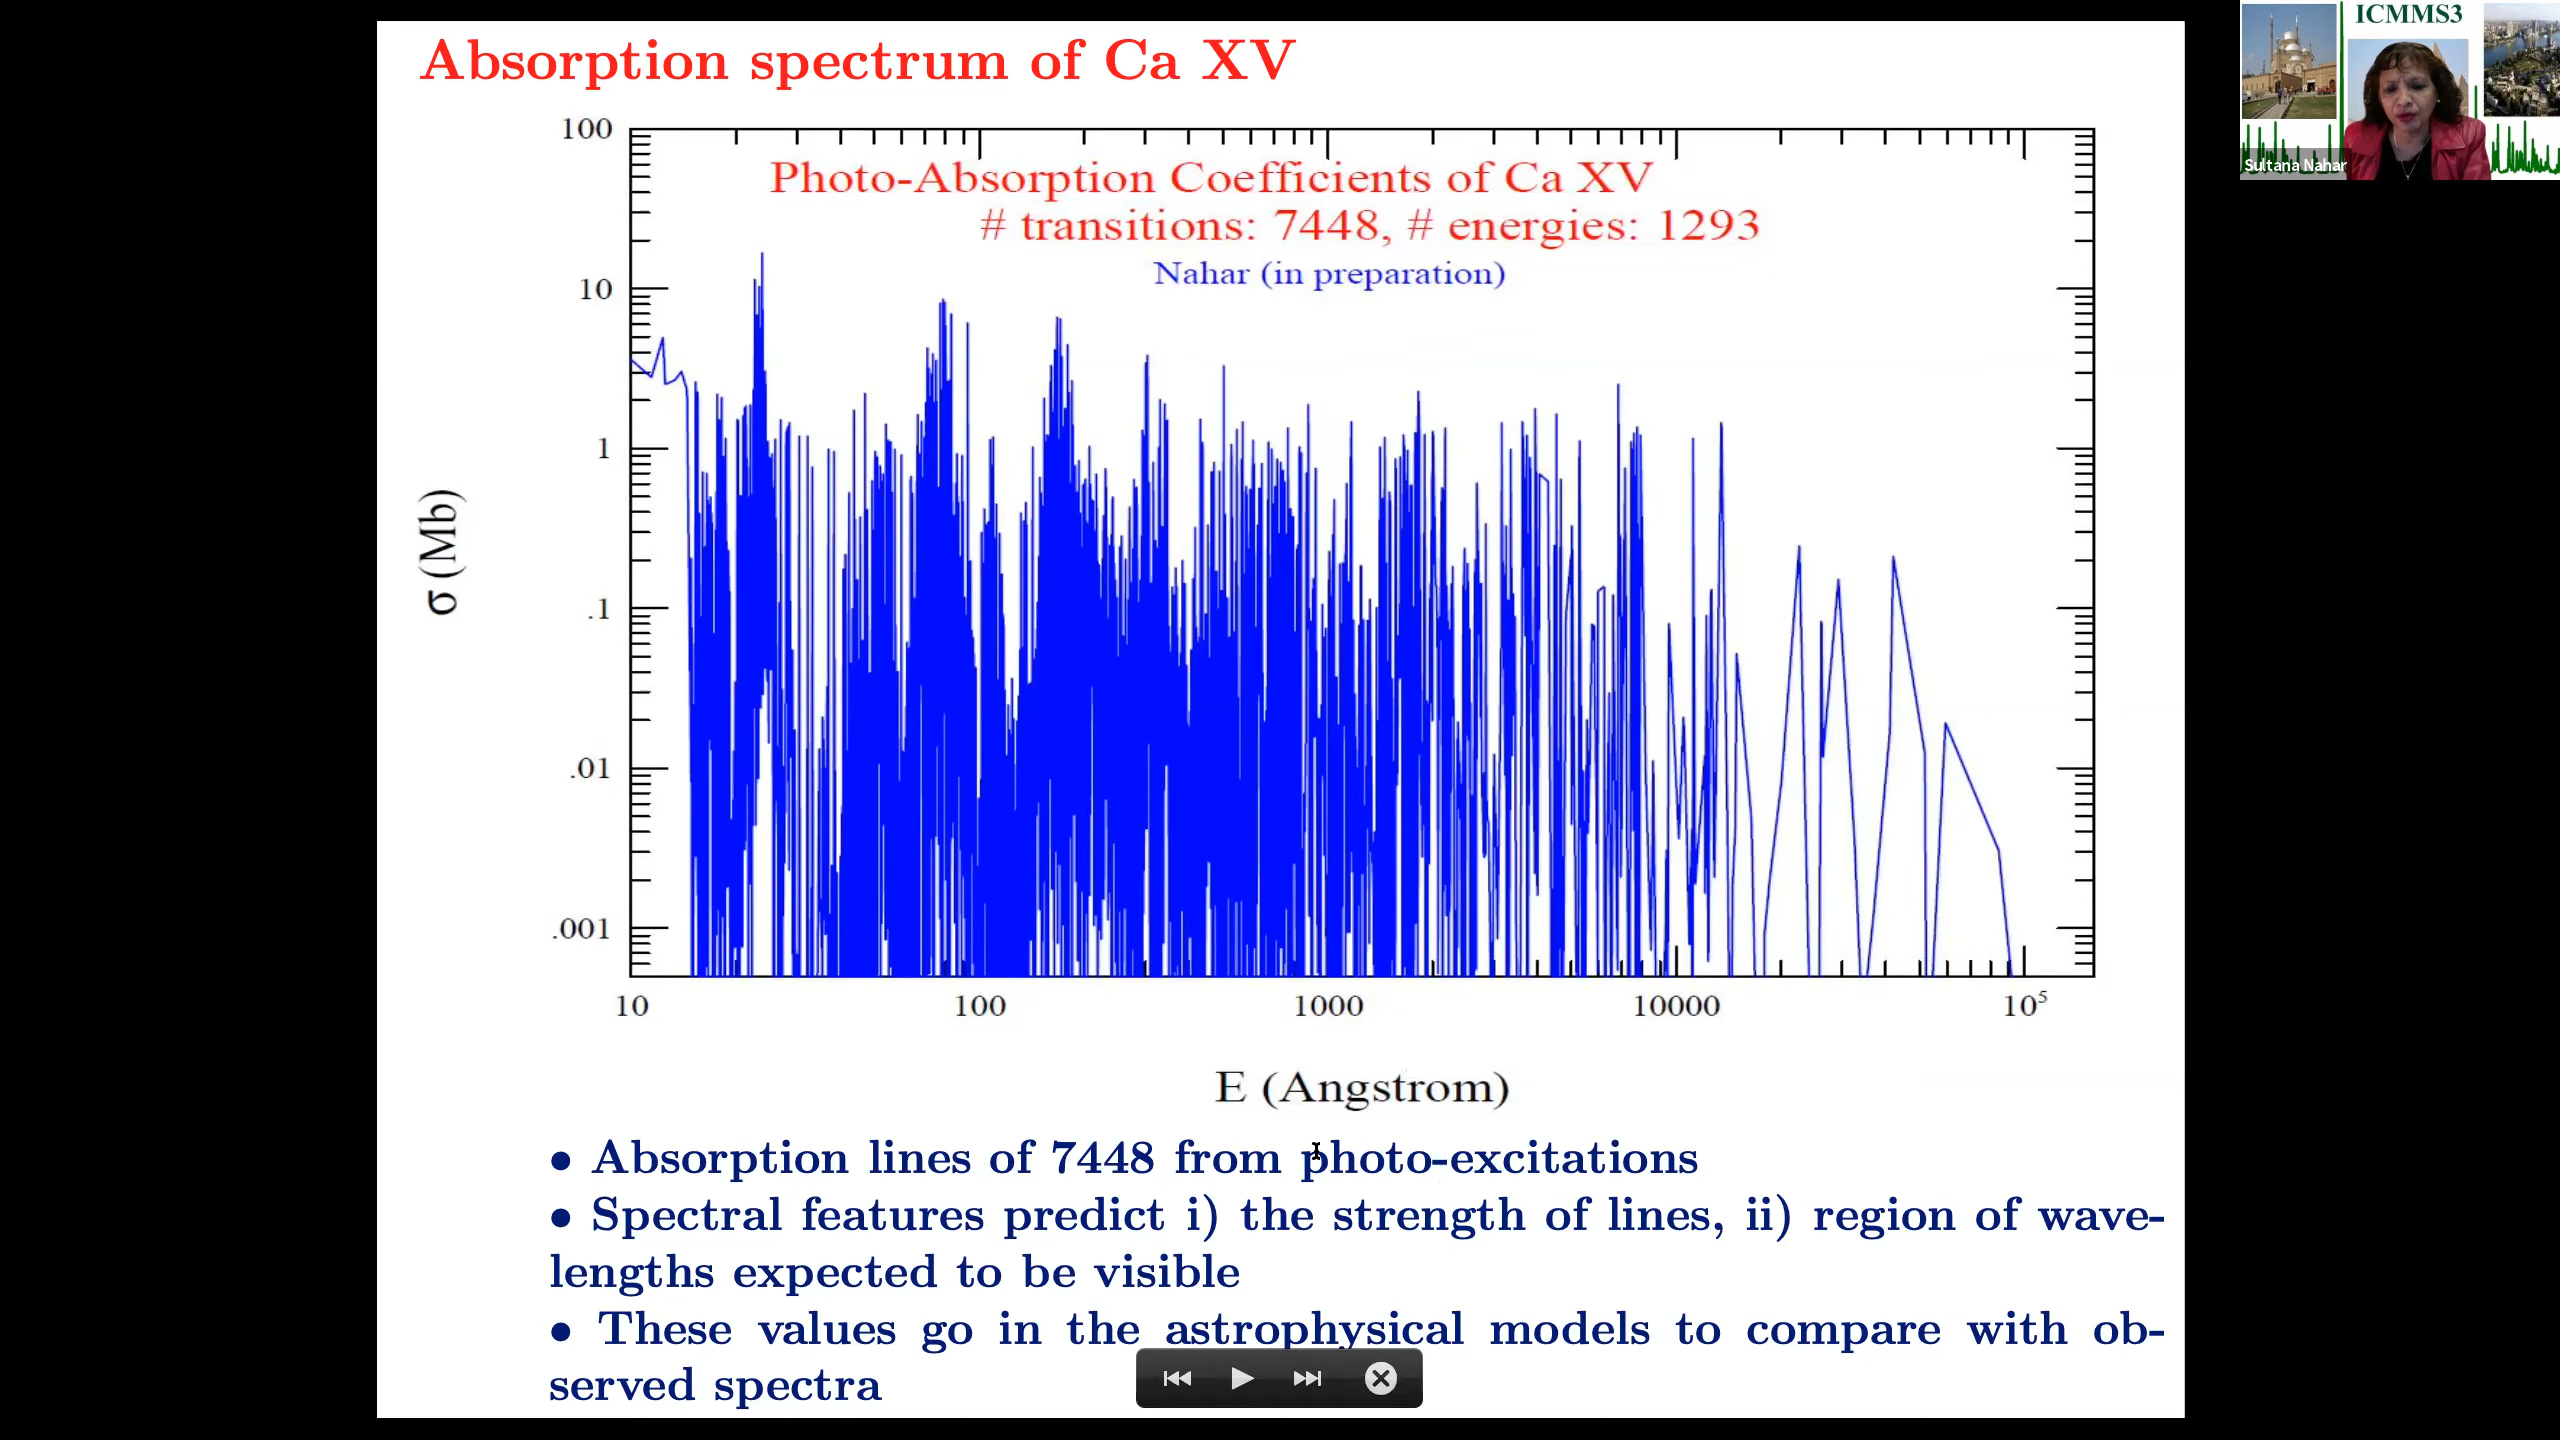 Absorption spectrum of Ca XV
ICMMS3
Sultana Nahar
Photo-Absorption Coefficients of Ca XV
# transitions: 7448, # energies: 1293
Nahar (in preparation)
100
10
1
.1
.01
.001
σ (Mb)
10 100 1000 10000 10⁵
E (Angstrom)
• Absorption lines of 7448 from photo-excitations
• Spectral features predict i) the strength of lines, ii) region of wave-
lengths expected to be visible
• These values go in the astrophysical models to compare with ob-
served spectra